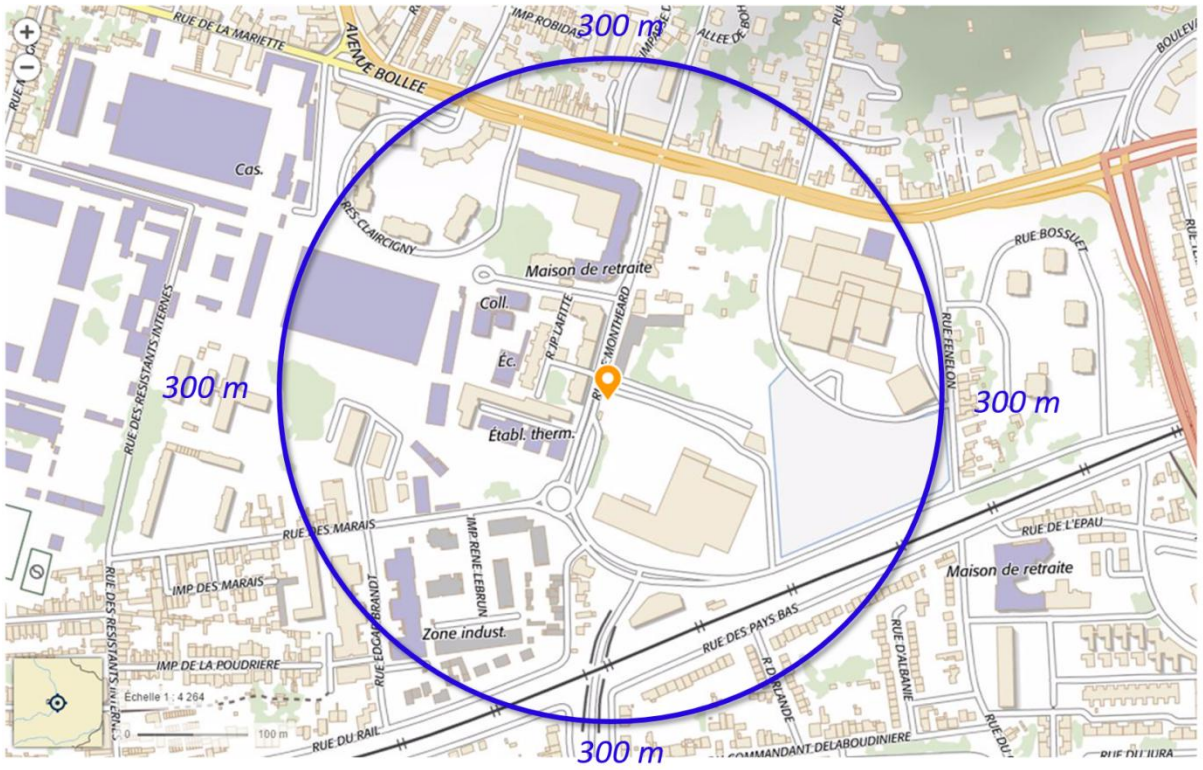 300 m
IMP. ROBIDA
ALLEE DE
RUE DE LA MARIETTE
AVENUE BOLLEE
BOULEV
RUE
Cas.
RES. CLAIRCIGNY
RUE BOSSUET
Maison de retraite
Coll.
R. JP LAFITTE
MONTHEARD
RUE DES RESISTANTS INTERNES
Éc.
RUE FENELON
300 m
300 m
Établ. therm.
RUE DES MARAIS
IMP. RENE LEBRUN
RUE DE L'EPAU
IMP DES MARAIS
Maison de retraite
RUE EDGAR BRANDT
Zone indust.
RUE DES PAYS BAS
RUE D'ALBANIE
RUE DES RESISTANTS INTERN
IMP DE LA POUDRIERE
Échelle 1 : 4 264
0
100 m
RUE DU RAIL
300 m
COMMANDANT DELABOUDINIERE
RUE DU JURA